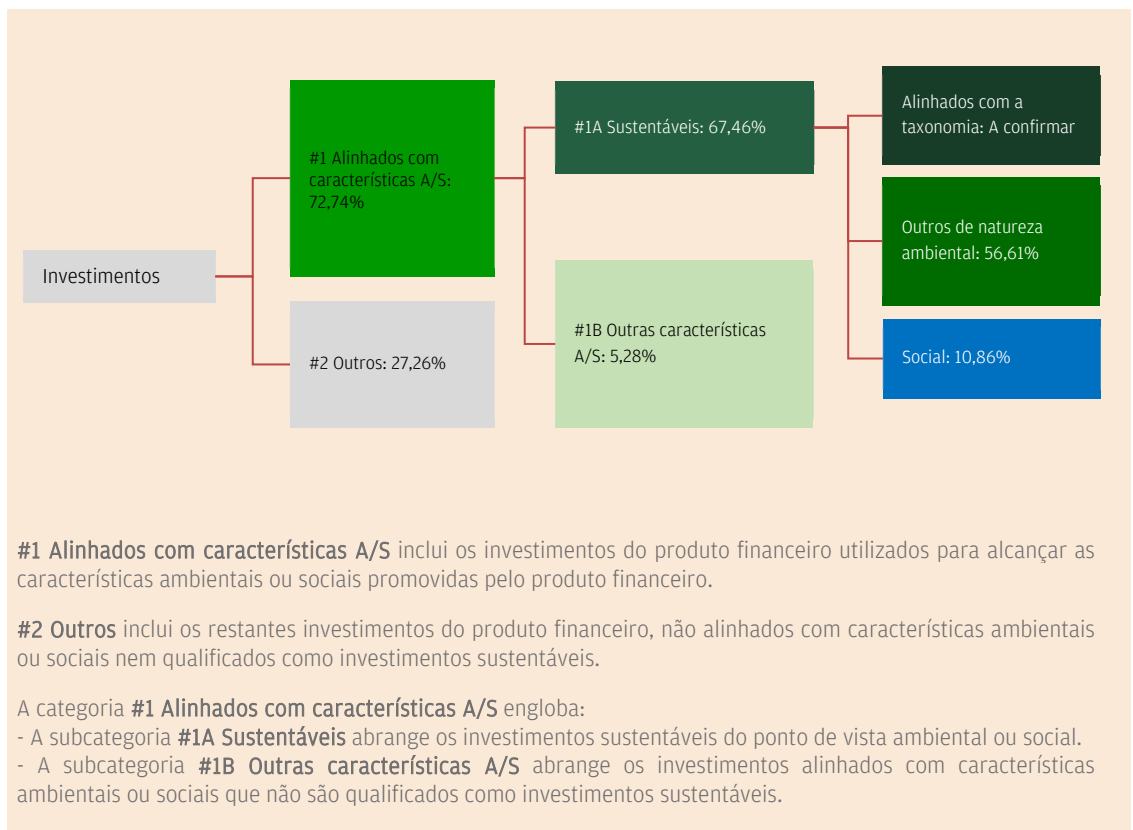 Investimentos
#1 Alinhados com
características A/S:
72,74%
#2 Outros: 27,26%
#1A Sustentáveis: 67,46%
#1B Outras características
A/S: 5,28%
Alinhados com a
taxonomia: A confirmar
Outros de natureza
ambiental: 56,61%
Social: 10,86%
#1 Alinhados com características A/S inclui os investimentos do produto financeiro utilizados para alcançar as
características ambientais ou sociais promovidas pelo produto financeiro.
#2 Outros inclui os restantes investimentos do produto financeiro, não alinhados com características ambientais
ou sociais nem qualificados como investimentos sustentáveis.
A categoria #1 Alinhados com características A/S engloba:
- A subcategoria #1A Sustentáveis abrange os investimentos sustentáveis do ponto de vista ambiental ou social.
- A subcategoria #1B Outras características A/S abrange os investimentos alinhados com características
ambientais ou sociais que não são qualificados como investimentos sustentáveis.